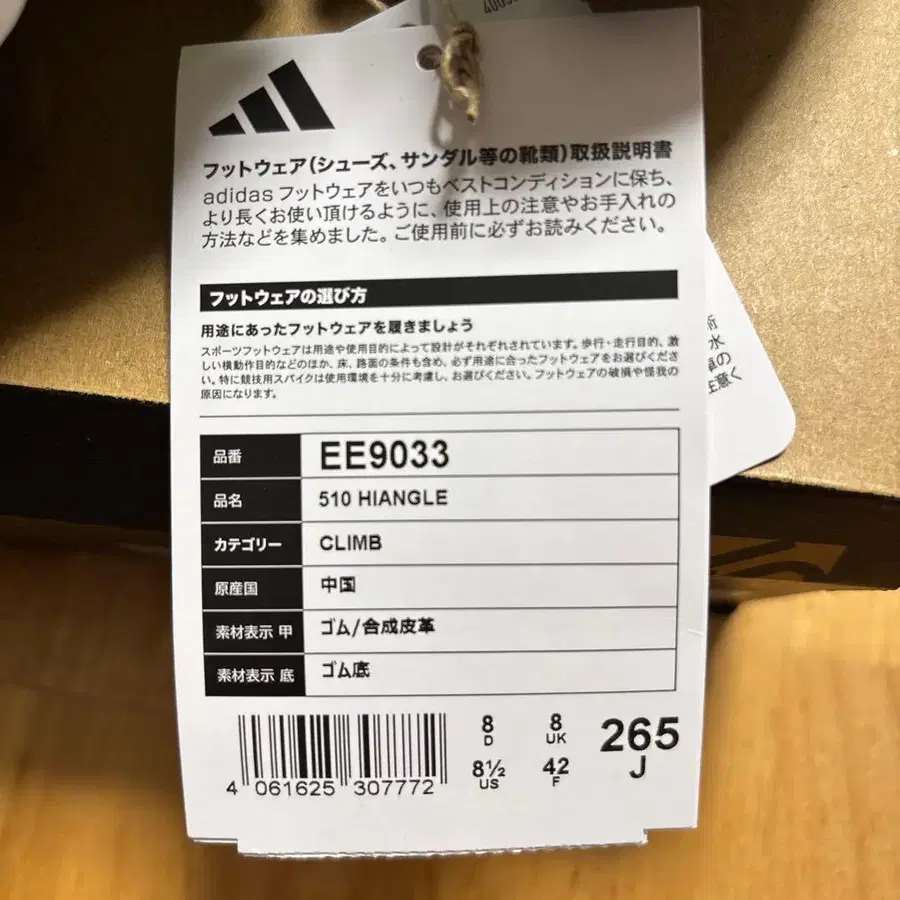 フットウェア(シューズ、サンダル等の靴類)取扱説明書
adidas フットウェアをいつもベストコンディションに保ち、
より長くお使い頂けるように、使用上の注意やお手入れの
方法などを集めました。ご使用前に必ずお読みください。
フットウェアの選び方
用途にあったフットウェアを履きましょう
スポーツフットウェアは用途や使用目的によって設計がそれぞれされています。歩行・走行目的、激
しい横動作目的などのほか、床、路面の条件も含め、必ず用途に合ったフットウェアをお選びくださ
い。特に競技用スパイクは使用環境を十分に考慮し、お選びください。フットウェアの破損や怪我の
原因になります。
品番 EE9033
品名 510 HIANGLE
カテゴリー CLIMB
原産国 中国
素材表示 甲 ゴム/合成皮革
素材表示 底 ゴム底
8 D 8 UK 265 J
8½ US 42 F
4 061625 307772
水
の
注意く